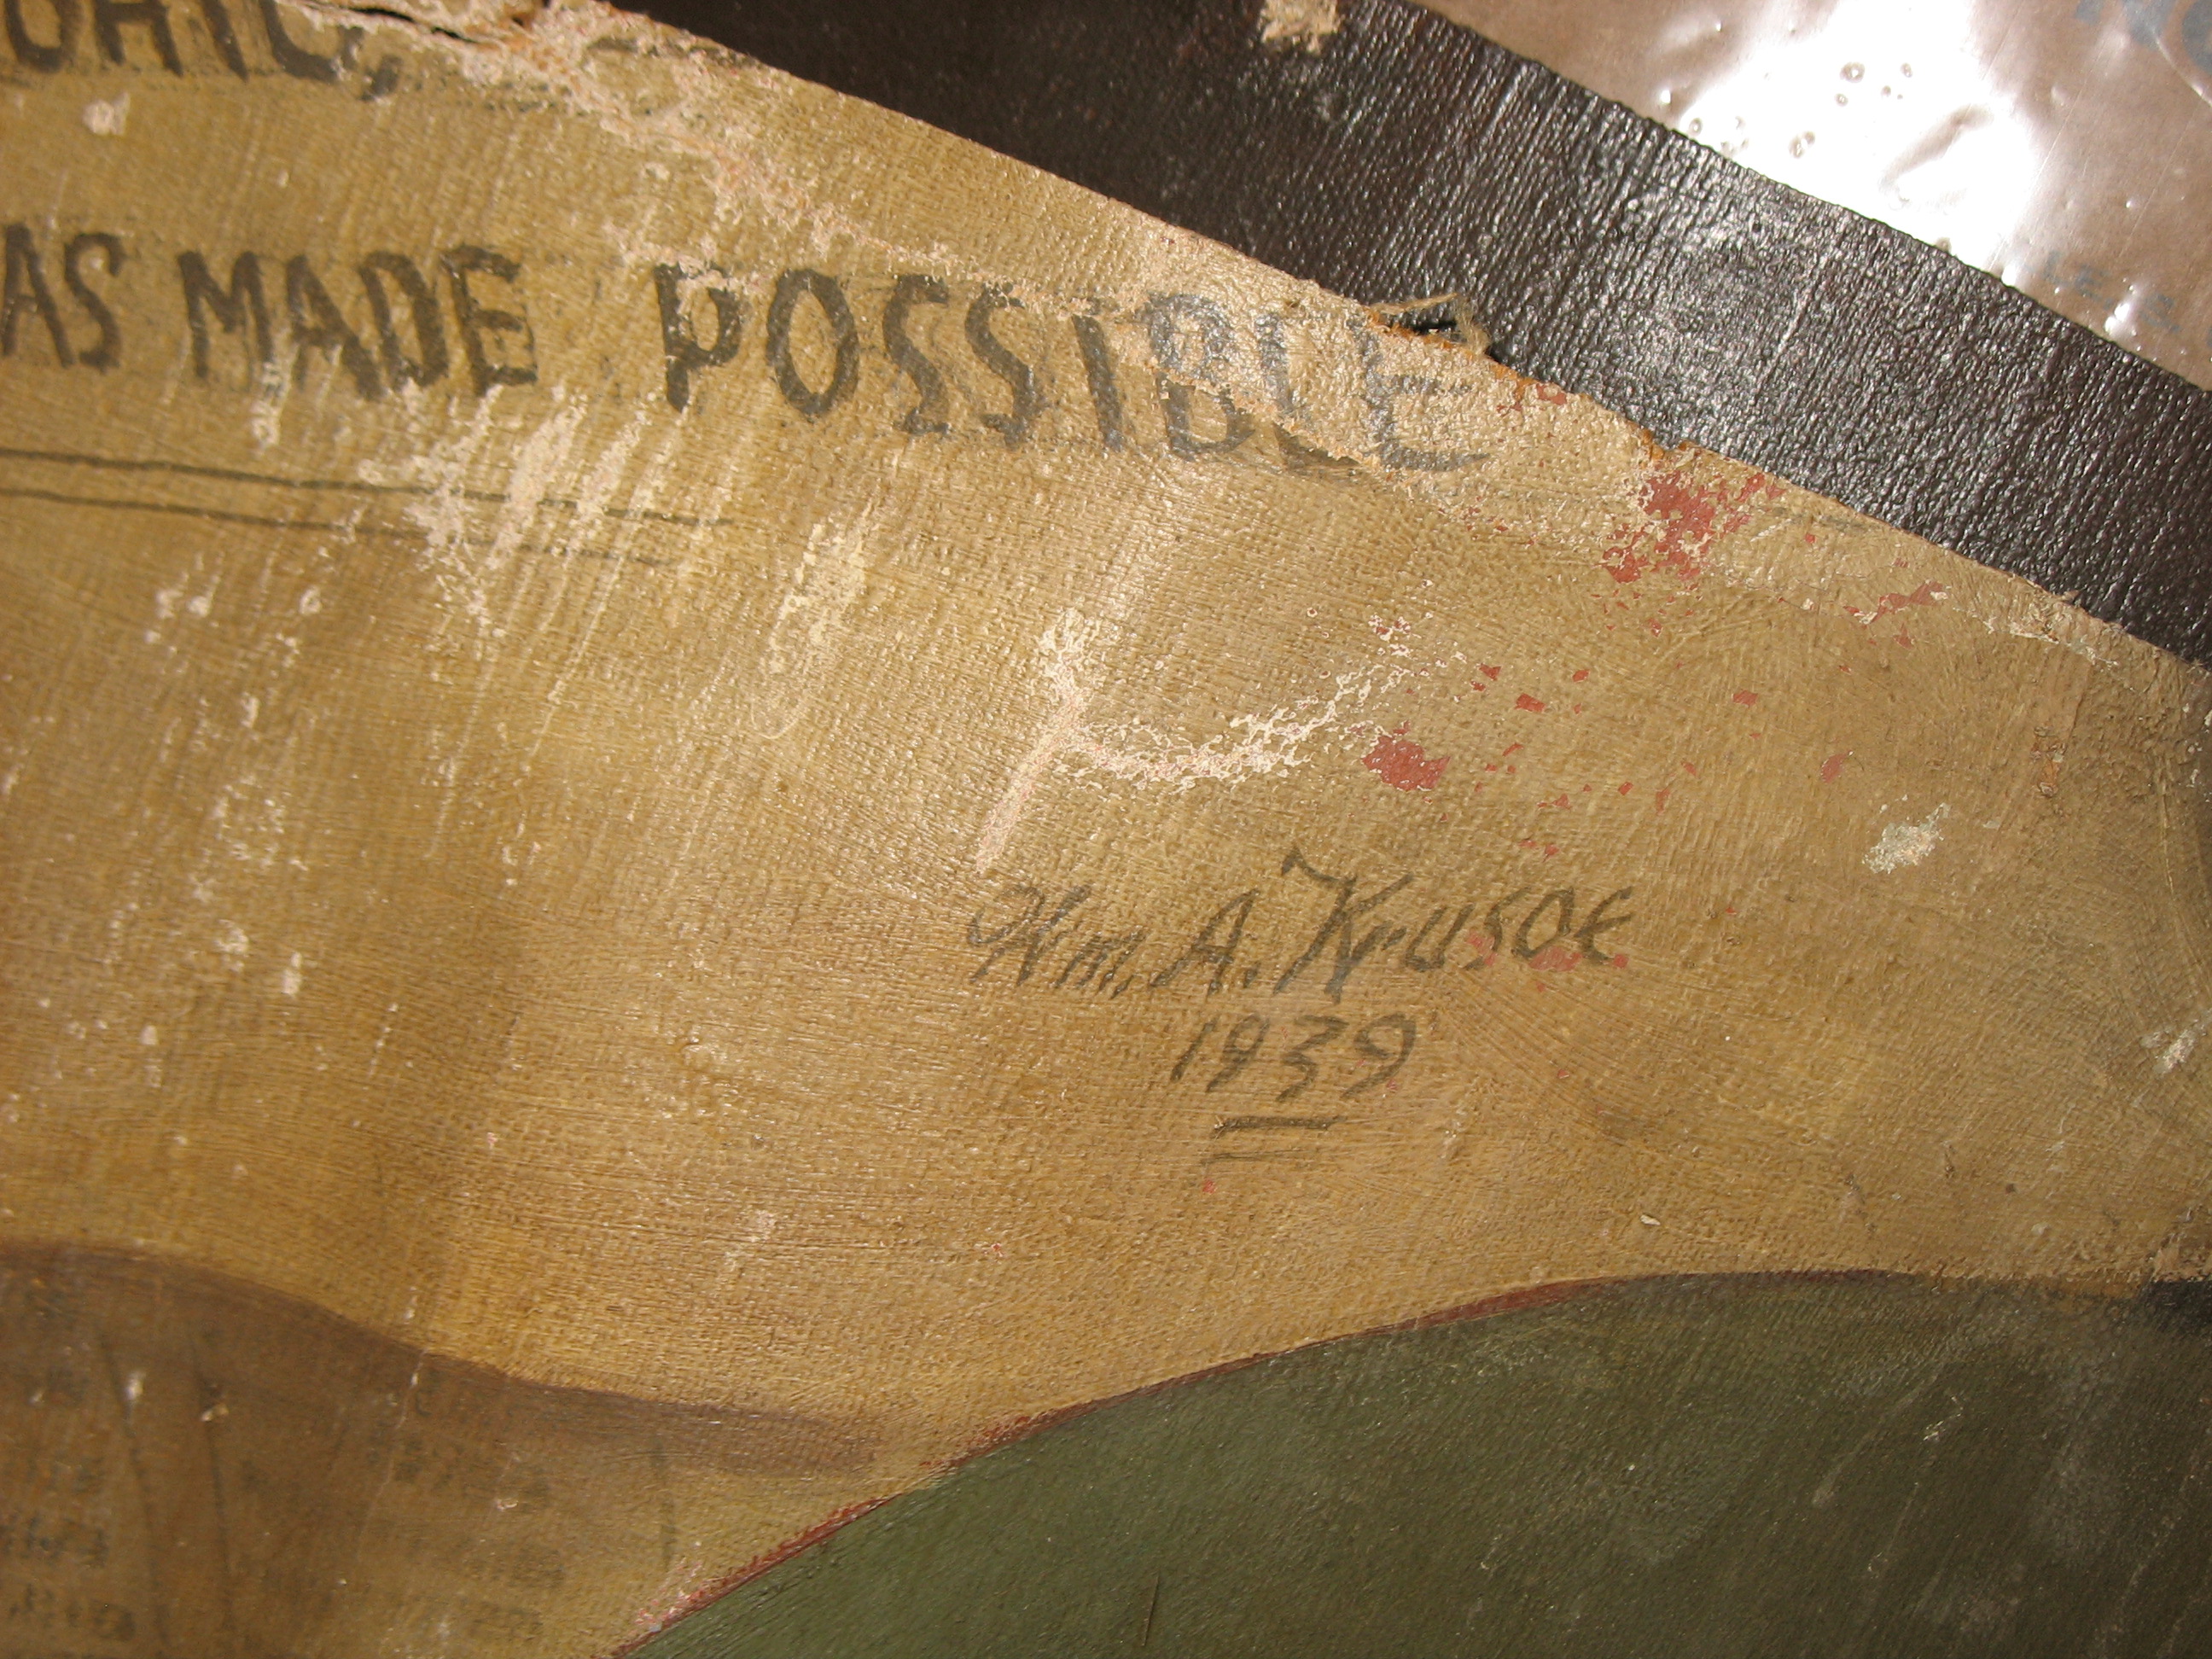 AS MADE POSSIBLE
Wm. A. Krusoe
1939